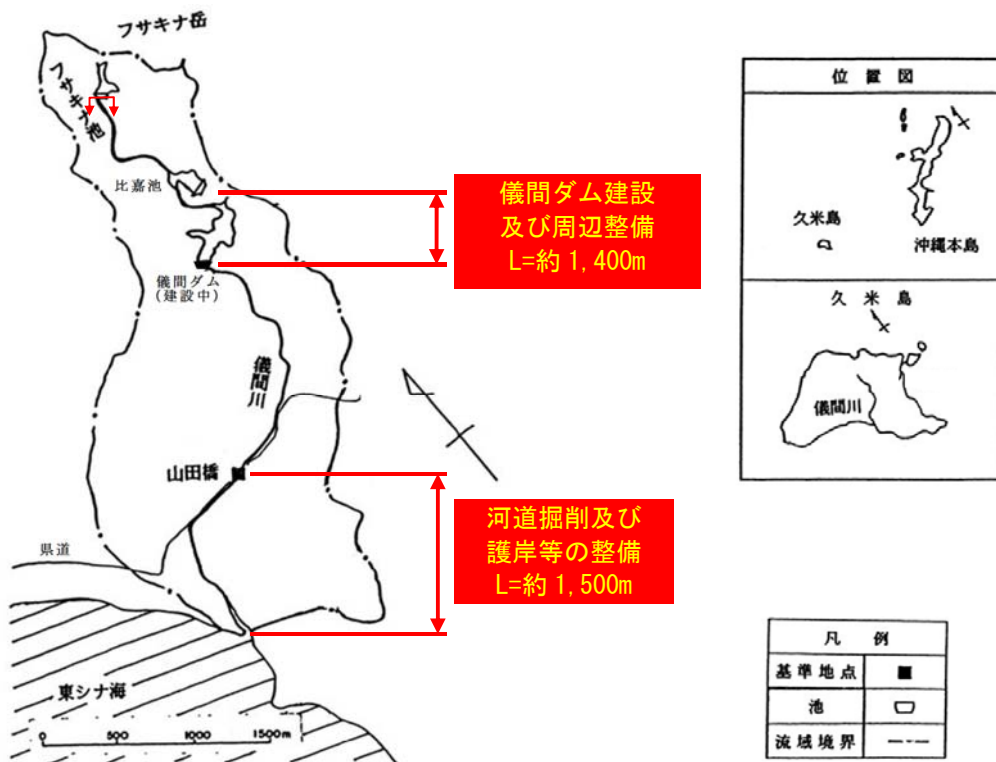 フサキナ岳
フサキナ池
比嘉池
儀間ダム
(建設中)
儀間ダム建設
及び周辺整備
L=約 1,400m
儀間川
山田橋
河道掘削及び
護岸等の整備
L=約 1,500m
県道
東シナ海
0 500 1000 1500m
位置図
久米島
沖縄本島
久米島
儀間川
凡例
基準地点
池
流域境界